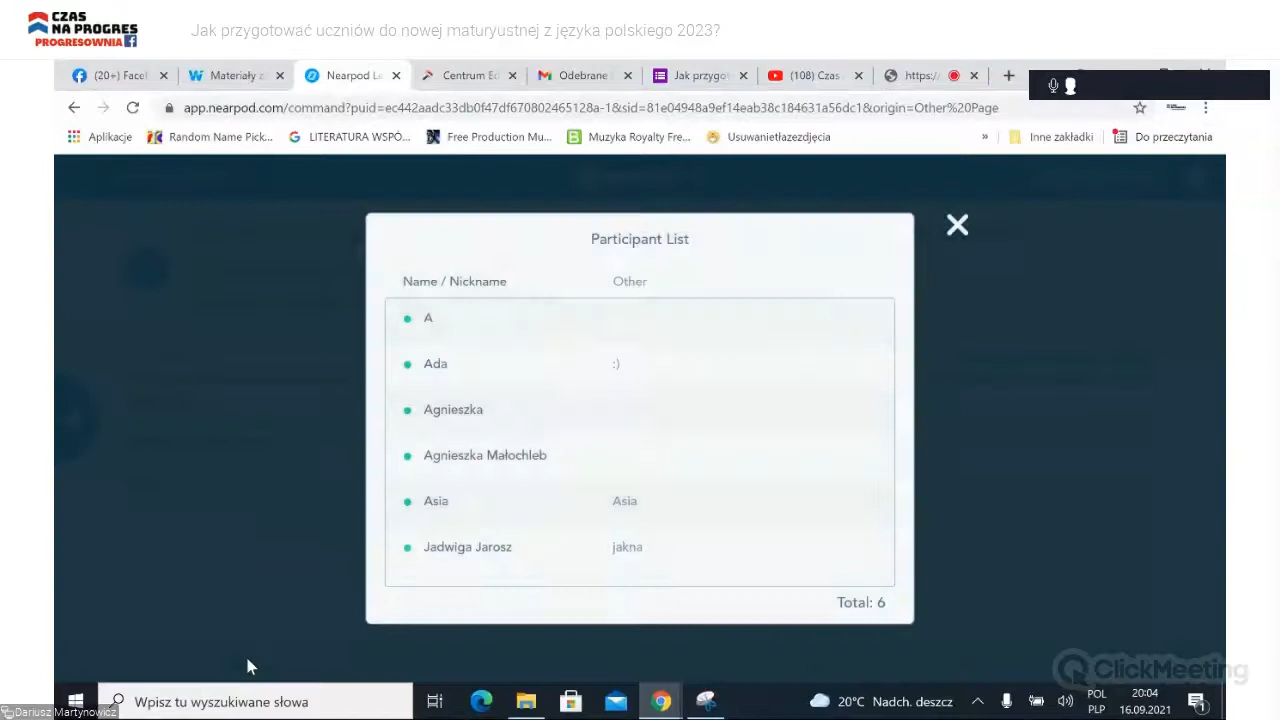 CZAS
NA PROGRES
PROGRESOWNIA
Jak przygotować uczniów do nowej maturyustnej z języka polskiego 2023?
(20+) Facel
Materiały z
Nearpod Le
Centrum Ed
Odebrane
Jak przygot
(108) Czas
https:/
app.nearpod.com/command?puid=ec442aadc33db0f47df670802465128a-1&sid=81e04948a9ef14eab38c184631a56dc1&origin=Other%20Page
Aplikacje
Random Name Pick...
LITERATURA WSPÓ...
Free Production Mu...
Muzyka Royalty Fre...
Usuwanietłazezdjęcia
»
Inne zakładki
Do przeczytania
Participant List
Name / Nickname
Other
A
Ada
:)
Agnieszka
Agnieszka Małochleb
Asia
Asia
Jadwiga Jarosz
jakna
Total: 6
ClickMeeting
Wpisz tu wyszukiwane słowa
20°C Nadch. deszcz
POL
PLP
20:04
16.09.2021
1
Dariusz Martynowicz